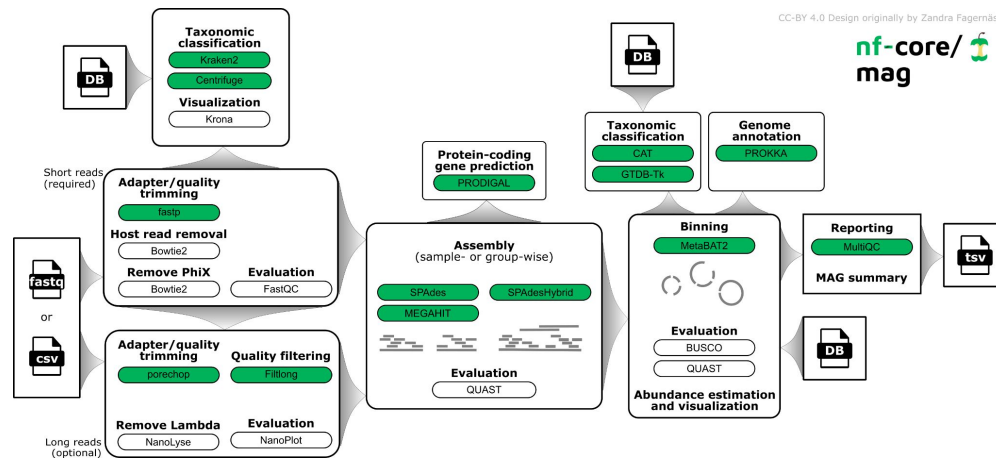 CC-BY 4.0 Design originally by Zandra Fagernäs
nf-core/
mag
DB
Taxonomic
classification
Kraken2
Centrifuge
Visualization
Krona
Short reads
(required)
Adapter/quality
trimming
fastp
Host read removal
Bowtie2
Remove PhiX
Bowtie2
Evaluation
FastQC
fastq
or
csv
Adapter/quality
trimming
porechop
Quality filtering
Filtlong
Remove Lambda
NanoLyse
Evaluation
NanoPlot
Long reads
(optional)
Protein-coding
gene prediction
PRODIGAL
Assembly
(sample- or group-wise)
SPAdes
SPAdesHybrid
MEGAHIT
Evaluation
QUAST
DB
Taxonomic
classification
CAT
GTDB-Tk
Genome
annotation
PROKKA
Binning
MetaBAT2
Evaluation
BUSCO
QUAST
Abundance estimation
and visualization
DB
Reporting
MultiQC
MAG summary
tsv